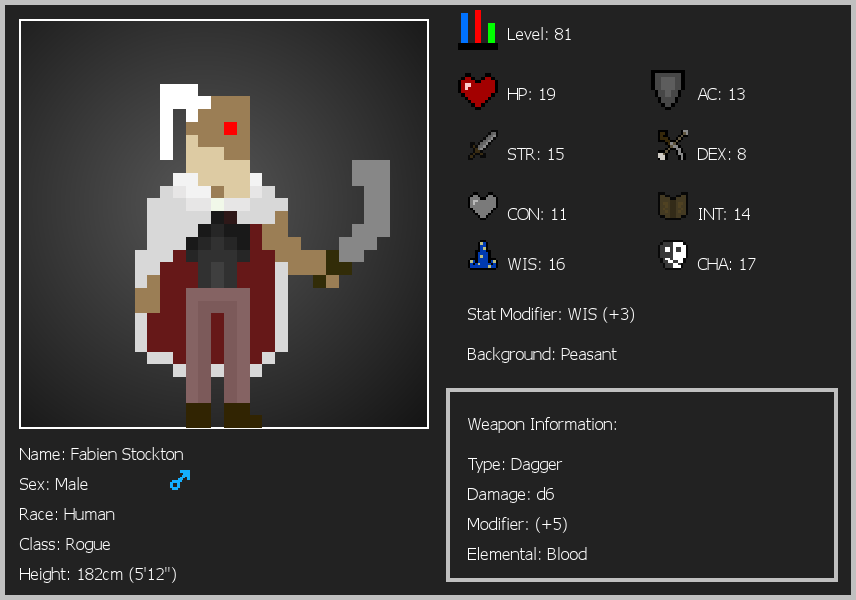 Level: 81
HP: 19
AC: 13
STR: 15
DEX: 8
CON: 11
INT: 14
WIS: 16
CHA: 17
Stat Modifier: WIS (+3)
Background: Peasant
Weapon Information:
Type: Dagger
Damage: d6
Modifier: (+5)
Elemental: Blood
Name: Fabien Stockton
Sex: Male
Race: Human
Class: Rogue
Height: 182cm (5'12")